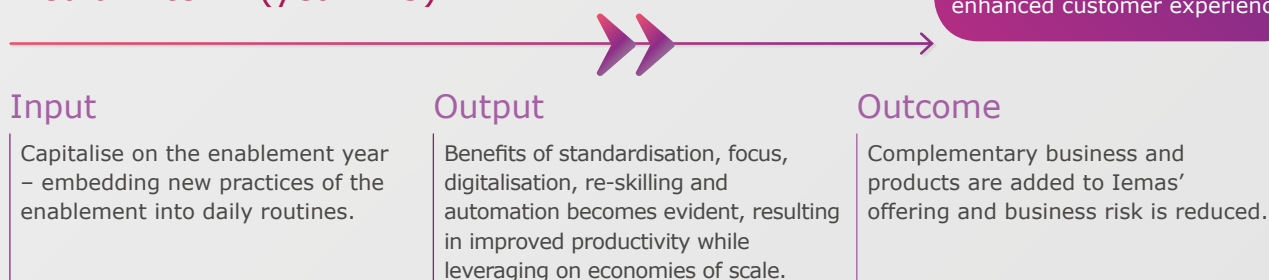 enhanced customer experienc
Input
Capitalise on the enablement year
– embedding new practices of the
enablement into daily routines.
Output
Benefits of standardisation, focus,
digitalisation, re-skilling and
automation becomes evident, resulting
in improved productivity while
leveraging on economies of scale.
Outcome
Complementary business and
products are added to Iemas’
offering and business risk is reduced.